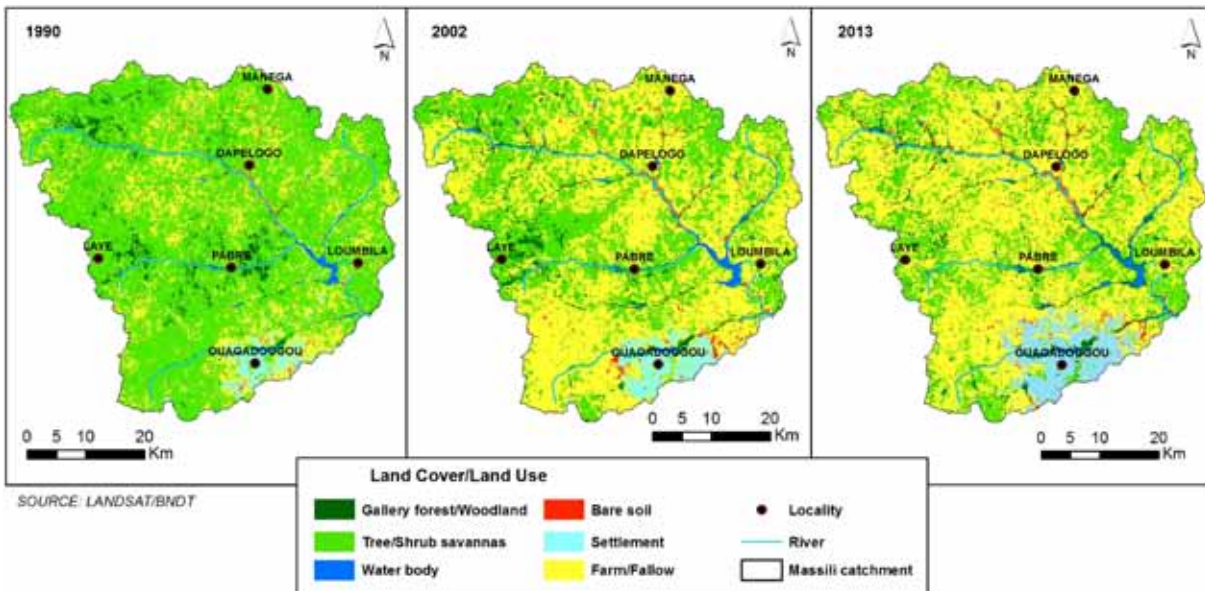 1990
N
MANEGA
DAPELOGO
LAYE
PABRE
LOUMBILA
OUAGADOUGOU
0 5 10 20
Km
2002
N
MANEGA
DAPELOGO
LAYE
PABRE
LOUMBILA
OUAGADOUGOU
0 5 10 20
Km
2013
N
MANEGA
DAPELOGO
LAYE
PABRE
LOUMBILA
OUAGADOUGOU
0 5 10 20
Km
SOURCE: LANDSAT/BNDT
Land Cover/Land Use
Gallery forest/Woodland
Tree/Shrub savannas
Water body
Bare soil
Settlement
Farm/Fallow
Locality
River
Massili catchment